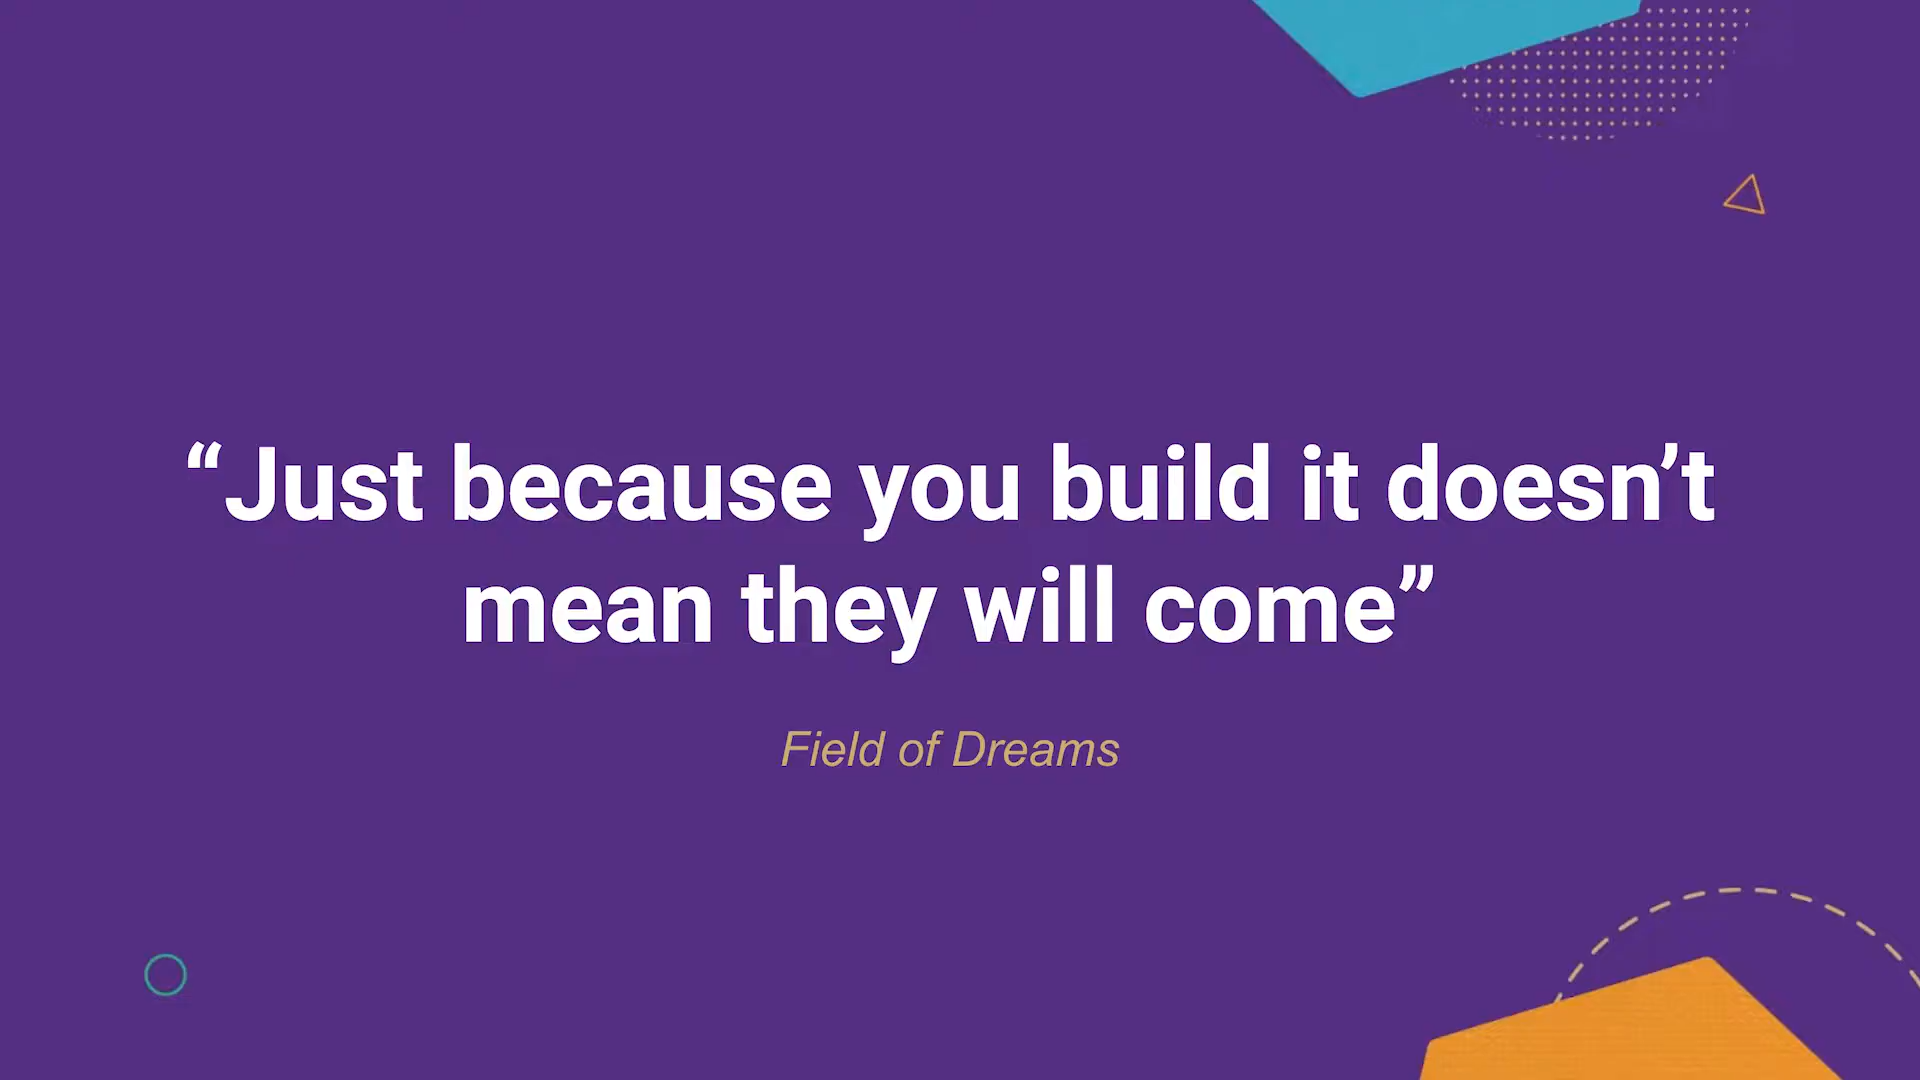 “Just because you build it doesn’t
mean they will come”
Field of Dreams